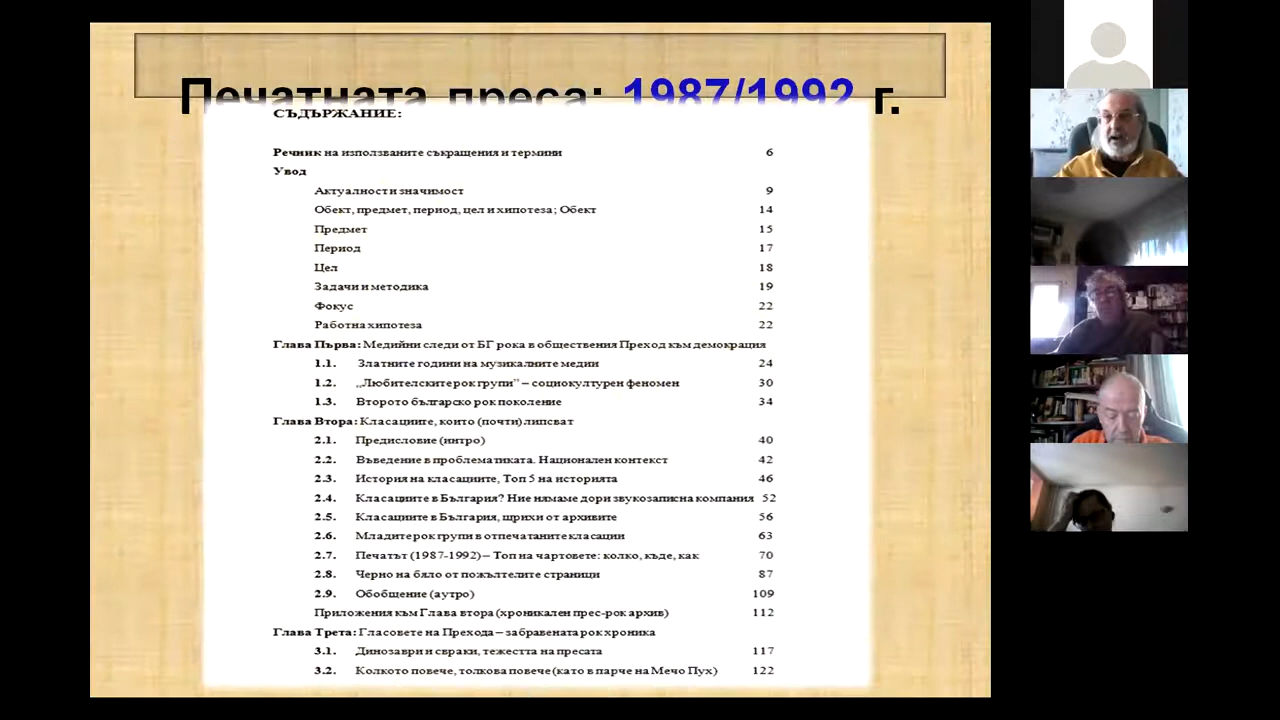 Печатната преса: 1987/1992 г.
СЪДЪРЖАНИЕ:
Речник на използваните съкращения и термини 6
Увод
Актуалност и значимост 9
Обект, предмет, период, цел и хипотеза; Обект 14
Предмет 15
Период 17
Цел 18
Задачи и методика 19
Фокус 22
Работна хипотеза 22
Глава Първа: Медийни следи от БГ рока в обществения Преход към демокрация
1.1. Златните години на музикалните медии 24
1.2. „Любителските рок групи” – социокултурен феномен 30
1.3. Второто българско рок поколение 34
Глава Втора: Класациите, които (почти) липсват
2.1. Предисловие (интро) 40
2.2. Въведение в проблематиката. Национален контекст 42
2.3. История на класациите, Топ 5 на историята 46
2.4. Класациите в България? Ние нямаме дори звукозаписна компания 52
2.5. Класациите в България, щрихи от архивите 56
2.6. Младите рок групи в отпечатаните класации 63
2.7. Печатът (1987-1992) – Топ на чартовете: колко, къде, как 70
2.8. Черно на бяло от пожълтелите страници 87
2.9. Обобщение (аутро) 109
Приложения към Глава втора (хроникален прес-рок архив) 112
Глава Трета: Гласовете на Прехода – забравената рок хроника
3.1. Динозаври и свраки, тежестта на пресата 117
3.2. Колкото повече, толкова повече (като в парче на Мечо Пух) 122